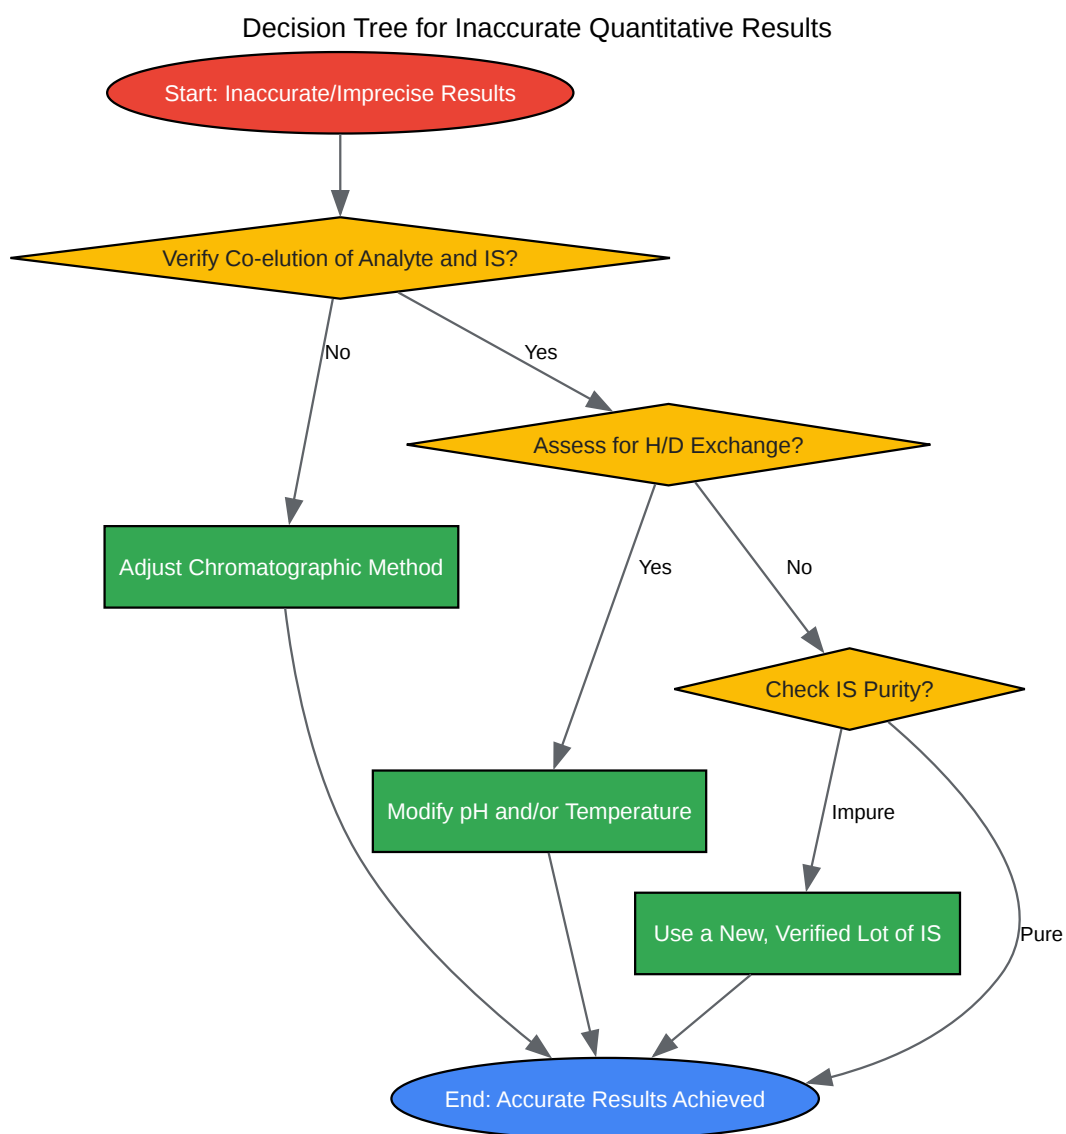 Decision Tree for Inaccurate Quantitative Results
Start: Inaccurate/Imprecise Results
Verify Co-elution of Analyte and IS?
No
Yes
Assess for H/D Exchange?
Adjust Chromatographic Method
Yes
No
Check IS Purity?
Modify pH and/or Temperature
Impure
Use a New, Verified Lot of IS
Pure
End: Accurate Results Achieved